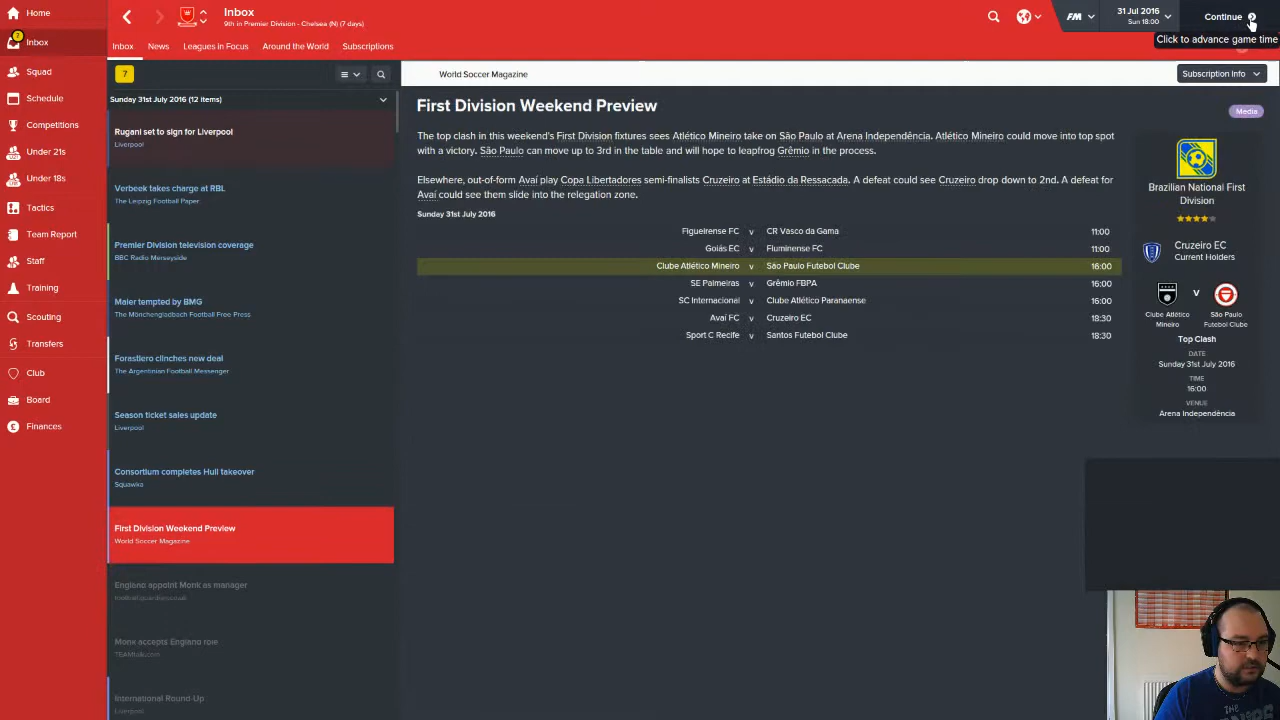 Home
Inbox
9th in Premier Division - Chelsea (N) (7 days)
FM
31 Jul 2016
Sun 18:00
Continue
Click to advance game time
7
Inbox
Squad
Schedule
Competitions
Under 21s
Under 18s
Tactics
Team Report
Staff
Training
Scouting
Transfers
Club
Board
Finances
Inbox News Leagues in Focus Around the World Subscriptions
7
Sunday 31st July 2016 (12 items)
Rugani set to sign for Liverpool
Liverpool
Verbeek takes charge at RBL
The Leipzig Football Paper
Premier Division television coverage
BBC Radio Merseyside
Maier tempted by BMG
The Mönchengladbach Football Free Press
Forastiero clinches new deal
The Argentinian Football Messenger
Season ticket sales update
Liverpool
Consortium completes Hull takeover
Squawka
First Division Weekend Preview
World Soccer Magazine
England appoint Monk as manager
Monk accepts England role
TEAMtalk.com
International Round-Up
Liverpool
World Soccer Magazine
Subscription Info
First Division Weekend Preview
Media
The top clash in this weekend's First Division fixtures sees Atlético Mineiro take on São Paulo at Arena Independência. Atlético Mineiro could move into top spot
with a victory. São Paulo can move up to 3rd in the table and will hope to leapfrog Grêmio in the process.
Elsewhere, out-of-form Avaí play Copa Libertadores semi-finalists Cruzeiro at Estádio da Ressacada. A defeat could see Cruzeiro drop down to 2nd. A defeat for
Avaí could see them slide into the relegation zone.
Sunday 31st July 2016
Figueirense FC v CR Vasco da Gama 11:00
Goiás EC v Fluminense FC 11:00
Clube Atlético Mineiro v São Paulo Futebol Clube 16:00
SE Palmeiras v Grêmio FBPA 16:00
SC Internacional v Clube Atlético Paranaense 16:00
Avaí FC v Cruzeiro EC 18:30
Sport C Recife v Santos Futebol Clube 18:30
Brazilian National First
Division
Cruzeiro EC
Current Holders
V
Clube Atlético
Mineiro
São Paulo
Futebol Clube
Top Clash
DATE
Sunday 31st July 2016
TIME
16:00
VENUE
Arena Independência